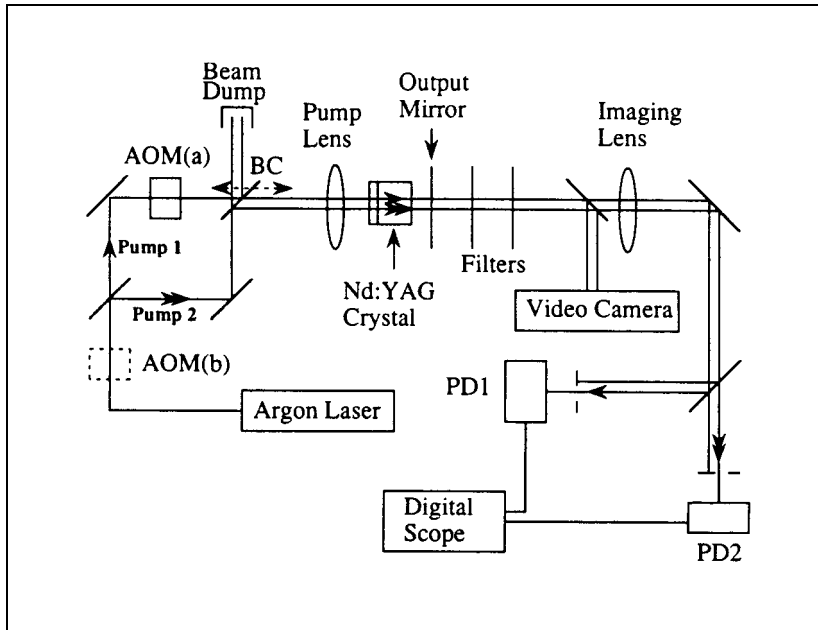 Beam
Dump
Output
Mirror
Imaging
Lens
Pump
Lens
AOM(a)
BC
Pump 1
Filters
Pump 2
Nd:YAG
Crystal
Video Camera
AOM(b)
PD1
Argon Laser
Digital
Scope
PD2